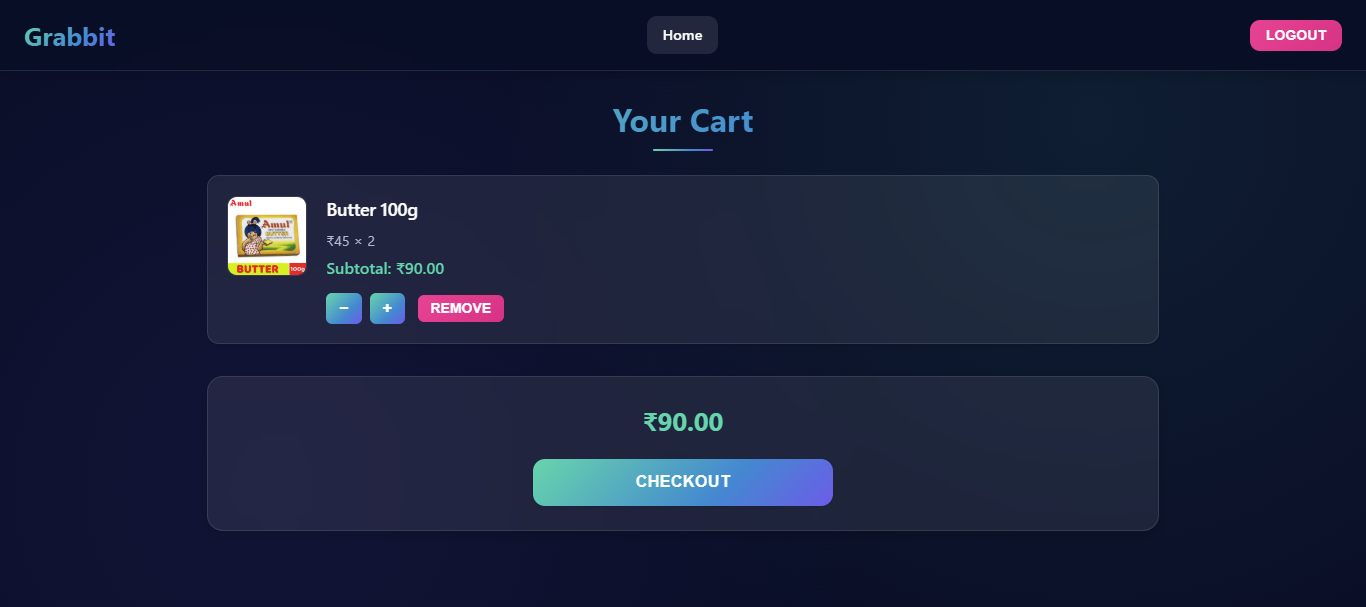 Grabbit
Home
LOGOUT
Your Cart
Amul
Amul
BUTTER
BUTTER 100g
Butter 100g
₹45 × 2
Subtotal: ₹90.00
−
+
REMOVE
₹90.00
CHECKOUT